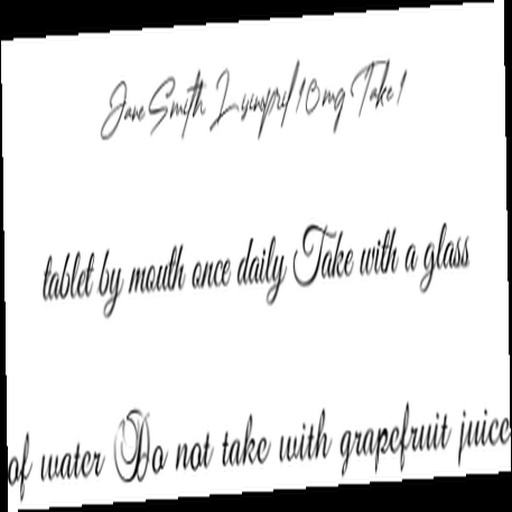 Jane Smith Lisinopril 10mg Take 1
tablet by mouth once daily Take with a glass
of water Do not take with grapefruit juice